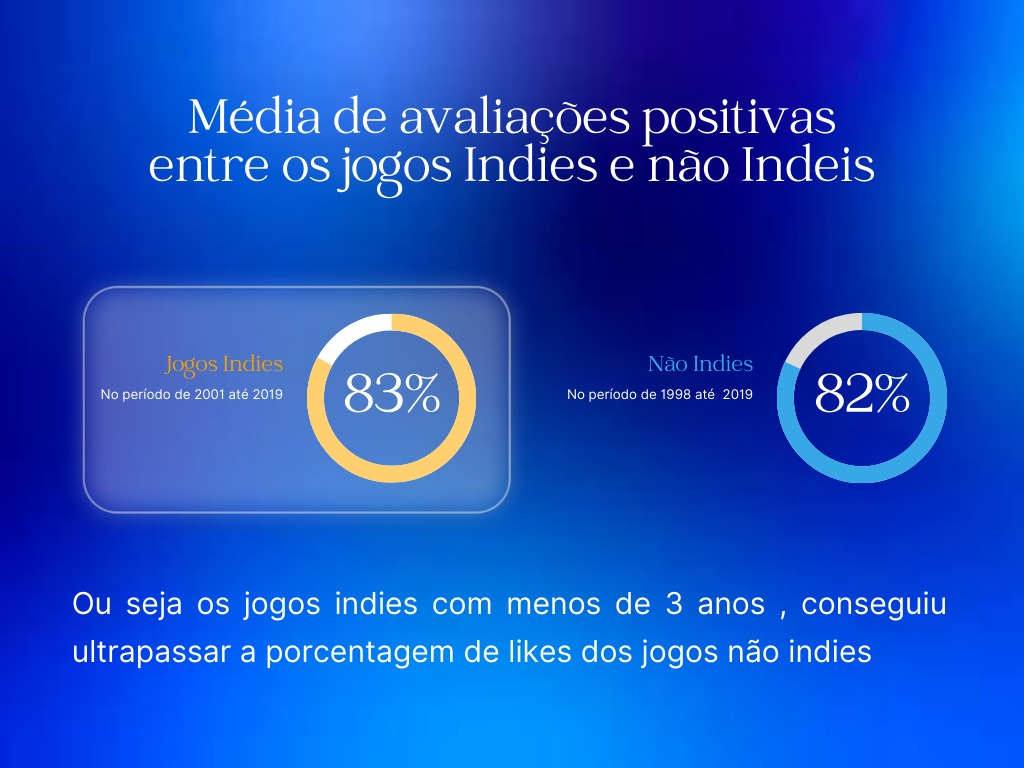 Média de avaliações positivas
entre os jogos Indies e não Indeis
Jogos Indies
No período de 2001 até 2019
83%
Não Indies
No período de 1998 até 2019
82%
Ou seja os jogos indies com menos de 3 anos , conseguiu
ultrapassar a porcentagem de likes dos jogos não indies